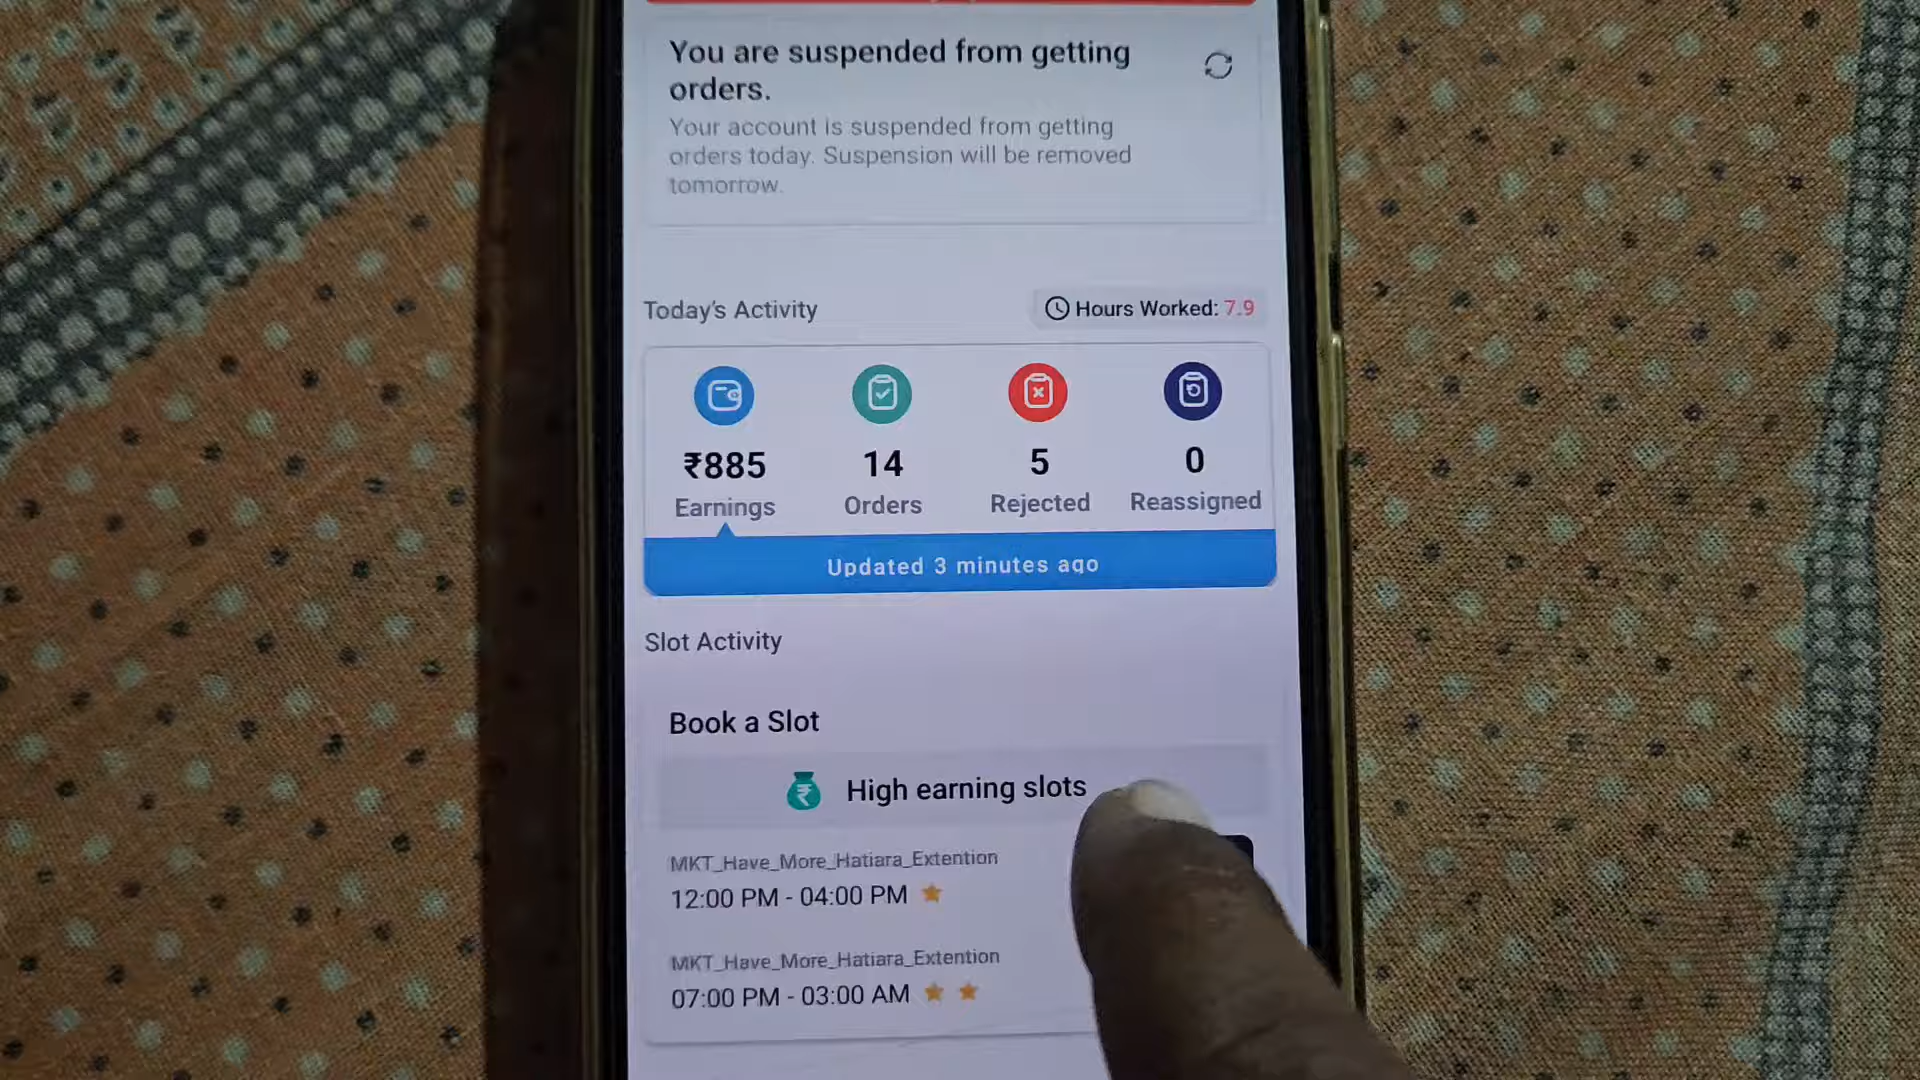 You are suspended from getting
orders.
Your account is suspended from getting
orders today. Suspension will be removed
tomorrow.
Today's Activity
Hours Worked: 7.9
₹885
14
5
0
Earnings
Orders
Rejected
Reassigned
Updated 3 minutes ago
Slot Activity
Book a Slot
High earning slots
MKT_Have_More_Hatiara_Extention
12:00 PM - 04:00 PM
MKT_Have_More_Hatiara_Extention
07:00 PM - 03:00 AM